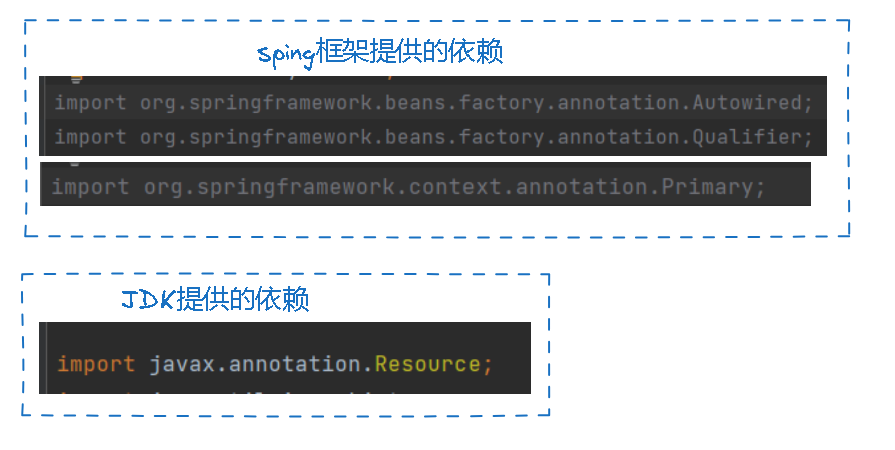 sping框架提供的依赖
import org.springframework.beans.factory.annotation.Autowired;
import org.springframework.beans.factory.annotation.Qualifier;
import org.springframework.context.annotation.Primary;
JDK提供的依赖
import javax.annotation.Resource;